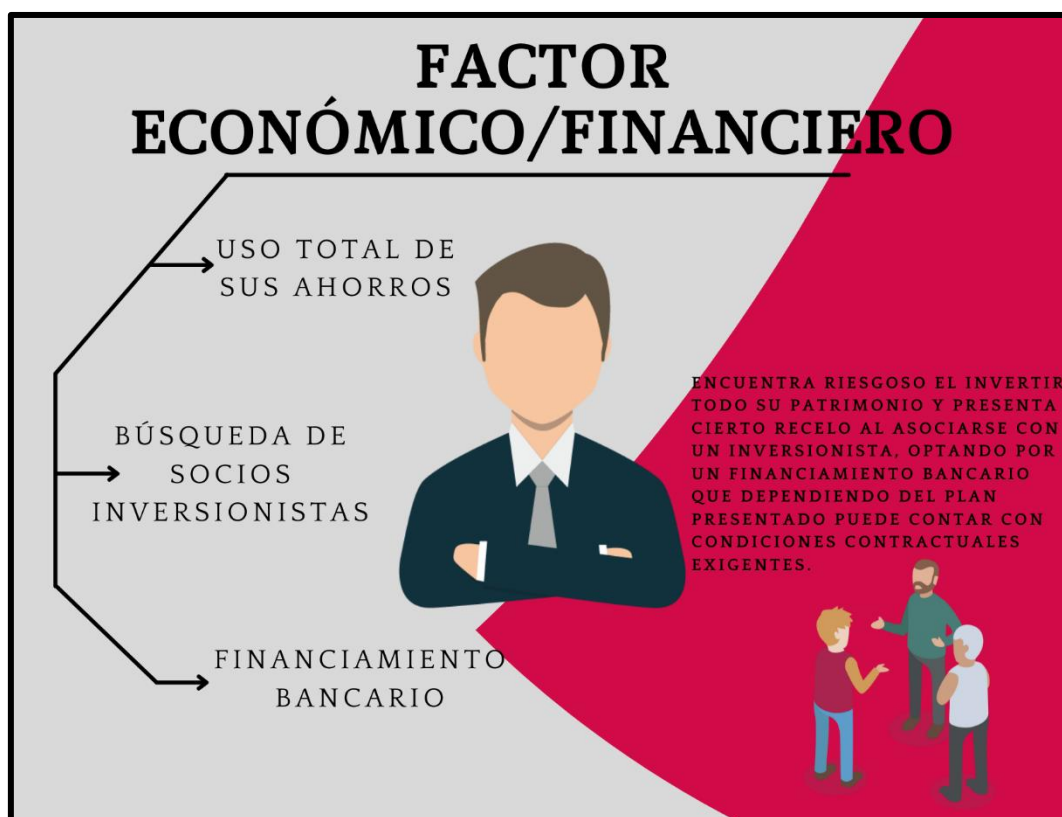 FACTOR
ECONÓMICO/FINANCIERO
USO TOTAL DE
SUS AHORROS
BÚSQUEDA DE
SOCIOS
INVERSIONISTAS
FINANCIAMIENTO
BANCARIO
ENCUENTRA RIESGOSO EL INVERTIR
TODO SU PATRIMONIO Y PRESENTA
CIERTO RECELO AL ASOCIARSE CON
UN INVERSIONISTA, OPTANDO POR
UN FINANCIAMIENTO BANCARIO
QUE DEPENDIENDO DEL PLAN
PRESENTADO PUEDE CONTAR CON
CONDICIONES CONTRACTUALES
EXIGENTES.